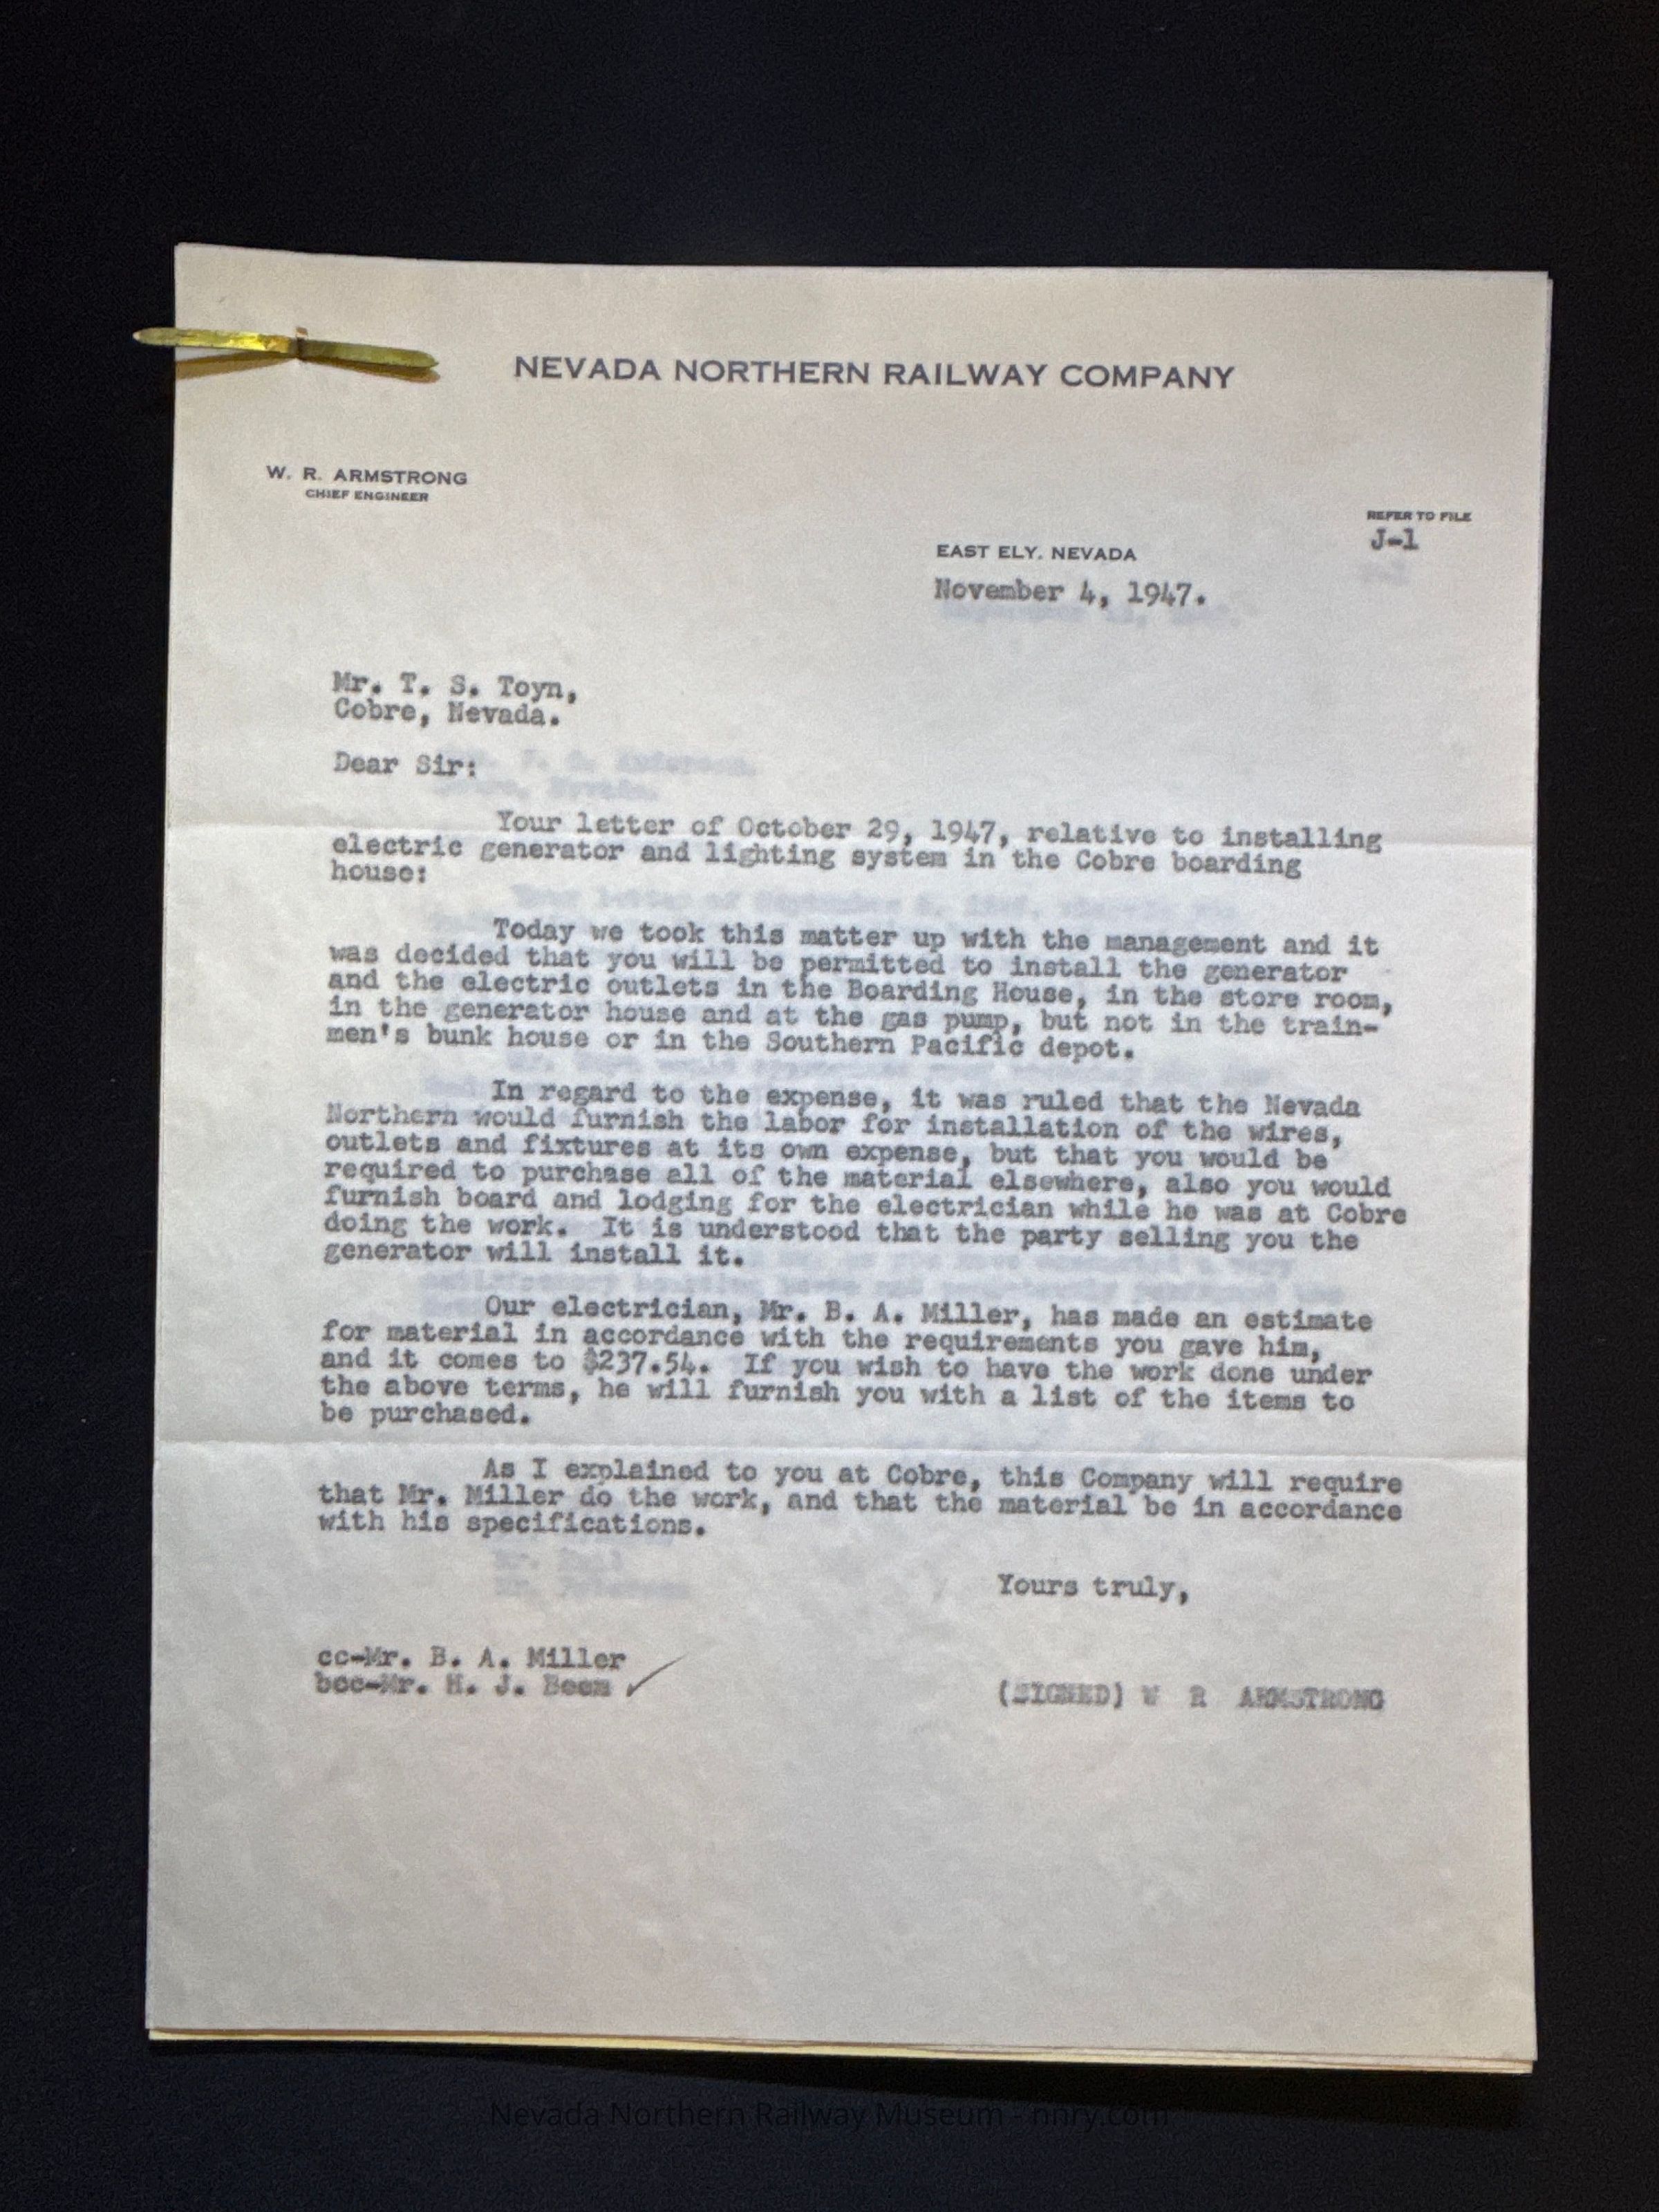 NEVADA NORTHERN RAILWAY COMPANY
W. R. ARMSTRONG
CHIEF ENGINEER
REFER TO FILE
J-1
EAST ELY, NEVADA
November 4, 1947.
Mr. T. S. Toyn,
Cobre, Nevada.
Dear Sir:
Your letter of October 29, 1947, relative to installing
electric generator and lighting system in the Cobre boarding
house:
Today we took this matter up with the management and it
was decided that you will be permitted to install the generator
and the electric outlets in the Boarding House, in the store room,
in the generator house and at the gas pump, but not in the train-
men's bunk house or in the Southern Pacific depot.
In regard to the expense, it was ruled that the Nevada
Northern would furnish the labor for installation of the wires,
outlets and fixtures at its own expense, but that you would be
required to purchase all of the material elsewhere, also you would
furnish board and lodging for the electrician while he was at Cobre
doing the work. It is understood that the party selling you the
generator will install it.
Our electrician, Mr. B. A. Miller, has made an estimate
for material in accordance with the requirements you gave him,
and it comes to $237.54. If you wish to have the work done under
the above terms, he will furnish you with a list of the items to
be purchased.
As I explained to you at Cobre, this Company will require
that Mr. Miller do the work, and that the material be in accordance
with his specifications.
Yours truly,
cc-Mr. B. A. Miller
bcc-Mr. H. J. Beem
(SIGNED) W R ARMSTRONG
Nevada Northern Railway Museum - nnry.com